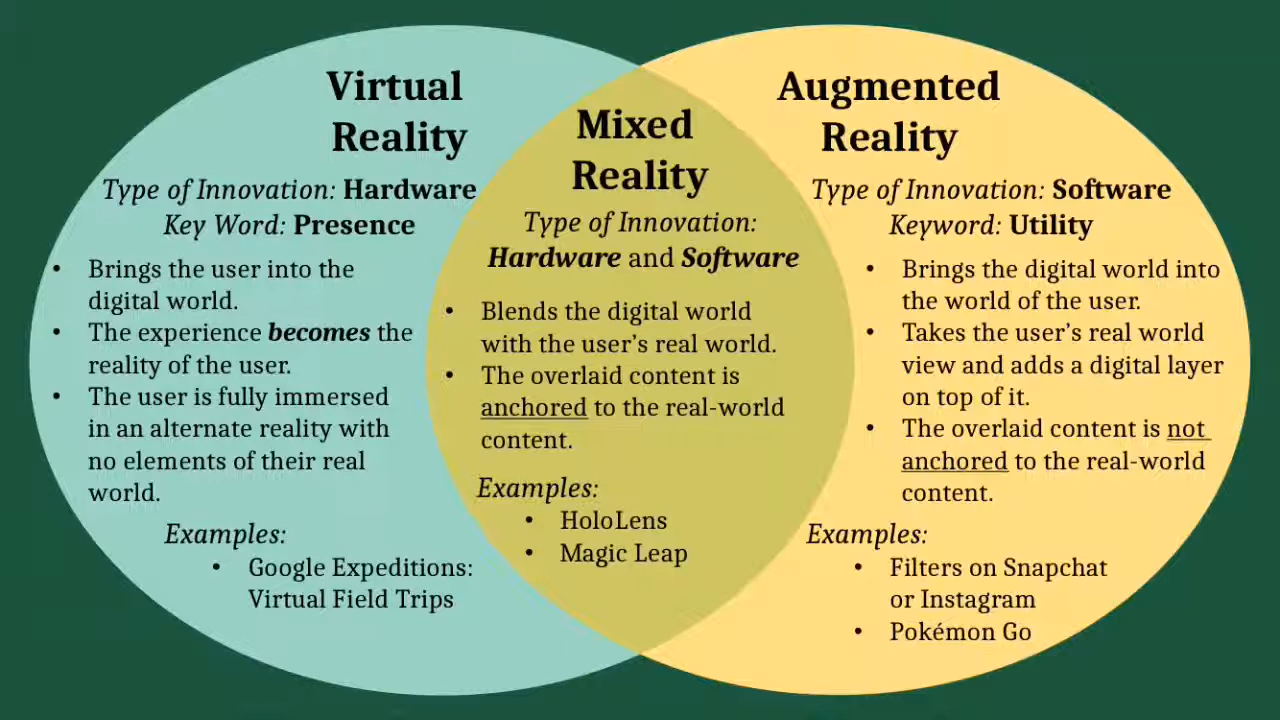 Virtual
Reality
Type of Innovation: Hardware
Key Word: Presence
• Brings the user into the
digital world.
• The experience becomes the
reality of the user.
• The user is fully immersed
in an alternate reality with
no elements of their real
world.
Examples:
• Google Expeditions:
Virtual Field Trips
Mixed
Reality
Type of Innovation:
Hardware and Software
• Blends the digital world
with the user’s real world.
• The overlaid content is
anchored to the real-world
content.
Examples:
• HoloLens
• Magic Leap
Augmented
Reality
Type of Innovation: Software
Keyword: Utility
• Brings the digital world into
the world of the user.
• Takes the user’s real world
view and adds a digital layer
on top of it.
• The overlaid content is not
anchored to the real-world
content.
Examples:
• Filters on Snapchat
or Instagram
• Pokémon Go